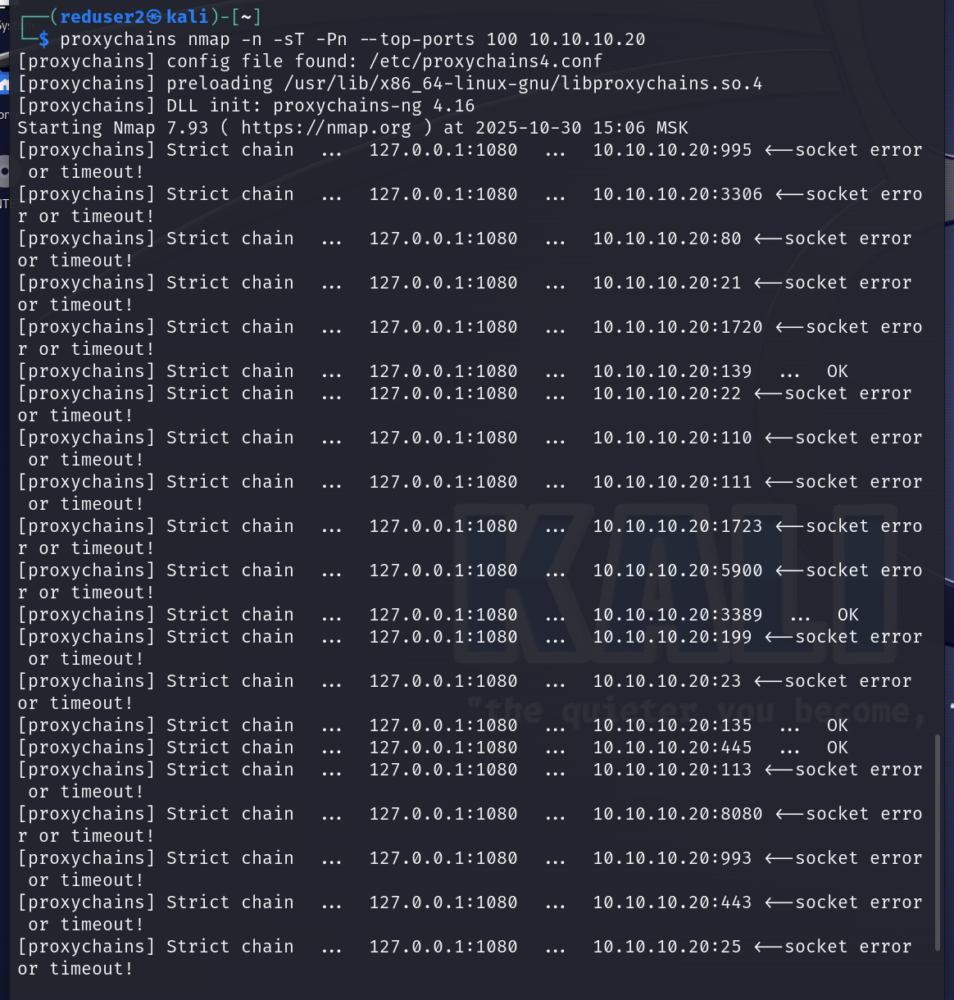 ┌──(reduser2㉿kali)-[~]
└─$ proxychains nmap -n -sT -Pn --top-ports 100 10.10.10.20
[proxychains] config file found: /etc/proxychains4.conf
[proxychains] preloading /usr/lib/x86_64-linux-gnu/libproxychains.so.4
[proxychains] DLL init: proxychains-ng 4.16
Starting Nmap 7.93 ( https://nmap.org ) at 2025-10-30 15:06 MSK
[proxychains] Strict chain  ...  127.0.0.1:1080  ...  10.10.10.20:995 <--socket error
 or timeout!
[proxychains] Strict chain  ...  127.0.0.1:1080  ...  10.10.10.20:3306 <--socket erro
r or timeout!
[proxychains] Strict chain  ...  127.0.0.1:1080  ...  10.10.10.20:80 <--socket error
or timeout!
[proxychains] Strict chain  ...  127.0.0.1:1080  ...  10.10.10.20:21 <--socket error
or timeout!
[proxychains] Strict chain  ...  127.0.0.1:1080  ...  10.10.10.20:1720 <--socket erro
r or timeout!
[proxychains] Strict chain  ...  127.0.0.1:1080  ...  10.10.10.20:139  ...  OK
[proxychains] Strict chain  ...  127.0.0.1:1080  ...  10.10.10.20:22 <--socket error
or timeout!
[proxychains] Strict chain  ...  127.0.0.1:1080  ...  10.10.10.20:110 <--socket error
 or timeout!
[proxychains] Strict chain  ...  127.0.0.1:1080  ...  10.10.10.20:111 <--socket error
 or timeout!
[proxychains] Strict chain  ...  127.0.0.1:1080  ...  10.10.10.20:1723 <--socket erro
r or timeout!
[proxychains] Strict chain  ...  127.0.0.1:1080  ...  10.10.10.20:5900 <--socket erro
r or timeout!
[proxychains] Strict chain  ...  127.0.0.1:1080  ...  10.10.10.20:3389  ...  OK
[proxychains] Strict chain  ...  127.0.0.1:1080  ...  10.10.10.20:199 <--socket error
 or timeout!
[proxychains] Strict chain  ...  127.0.0.1:1080  ...  10.10.10.20:23 <--socket error
or timeout!
[proxychains] Strict chain  ...  127.0.0.1:1080  ...  10.10.10.20:135  ...  OK
[proxychains] Strict chain  ...  127.0.0.1:1080  ...  10.10.10.20:445  ...  OK
[proxychains] Strict chain  ...  127.0.0.1:1080  ...  10.10.10.20:113 <--socket error
 or timeout!
[proxychains] Strict chain  ...  127.0.0.1:1080  ...  10.10.10.20:8080 <--socket erro
r or timeout!
[proxychains] Strict chain  ...  127.0.0.1:1080  ...  10.10.10.20:993 <--socket error
 or timeout!
[proxychains] Strict chain  ...  127.0.0.1:1080  ...  10.10.10.20:443 <--socket error
 or timeout!
[proxychains] Strict chain  ...  127.0.0.1:1080  ...  10.10.10.20:25 <--socket error
or timeout!
KALI
"the quieter you become,